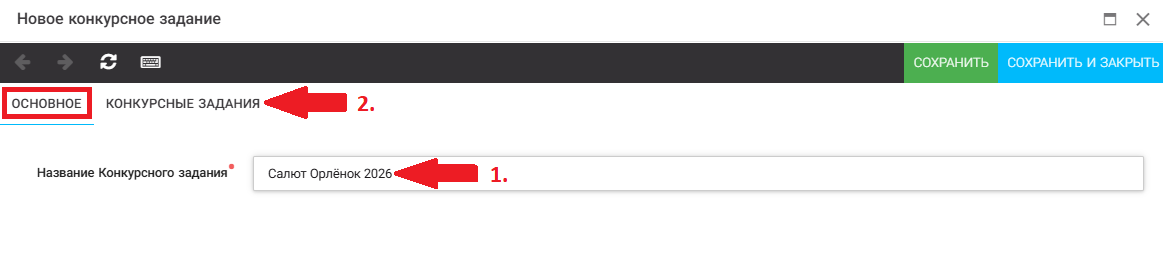 Новое конкурсное задание
СОХРАНИТЬ СОХРАНИТЬ И ЗАКРЫТЬ
ОСНОВНОЕ КОНКУРСНЫЕ ЗАДАНИЯ 2.
Название Конкурсного задания Салют Орлёнок 2026 1.